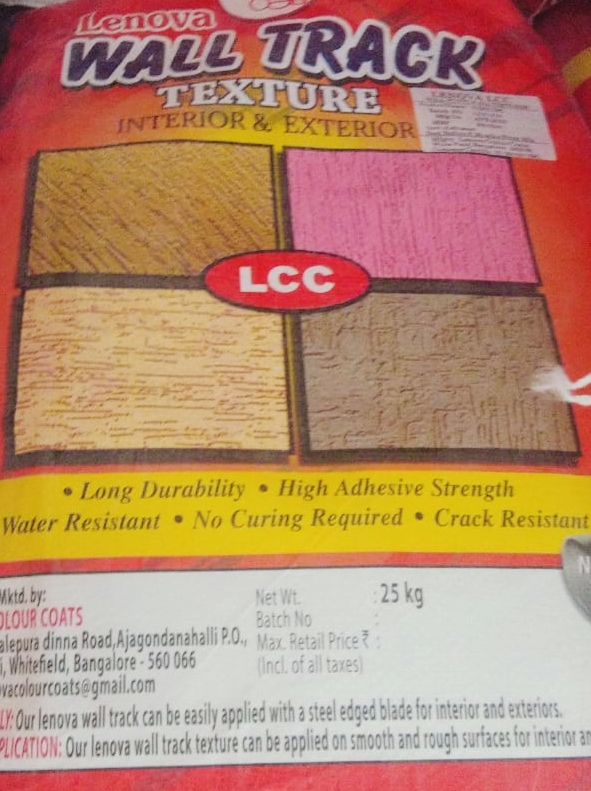 Lenova
WALL TRACK
TEXTURE
INTERIOR & EXTERIOR
LENOVA LCC
LCC
• Long Durability • High Adhesive Strength
Water Resistant • No Curing Required • Crack Resistant
Mktd. by:
OLOUR COATS
alepura dinna Road, Ajagondanahalli P.O.,
i, Whitefield, Bangalore - 560 066
vacolourcoats@gmail.com
Net Wt. : 25 kg
Batch No :
Max. Retail Price ₹ :
(Incl. of all taxes)
N
LY: Our lenova wall track can be easily applied with a steel edged blade for interior and exteriors.
PLICATION: Our lenova wall track texture can be applied on smooth and rough surfaces for interior an